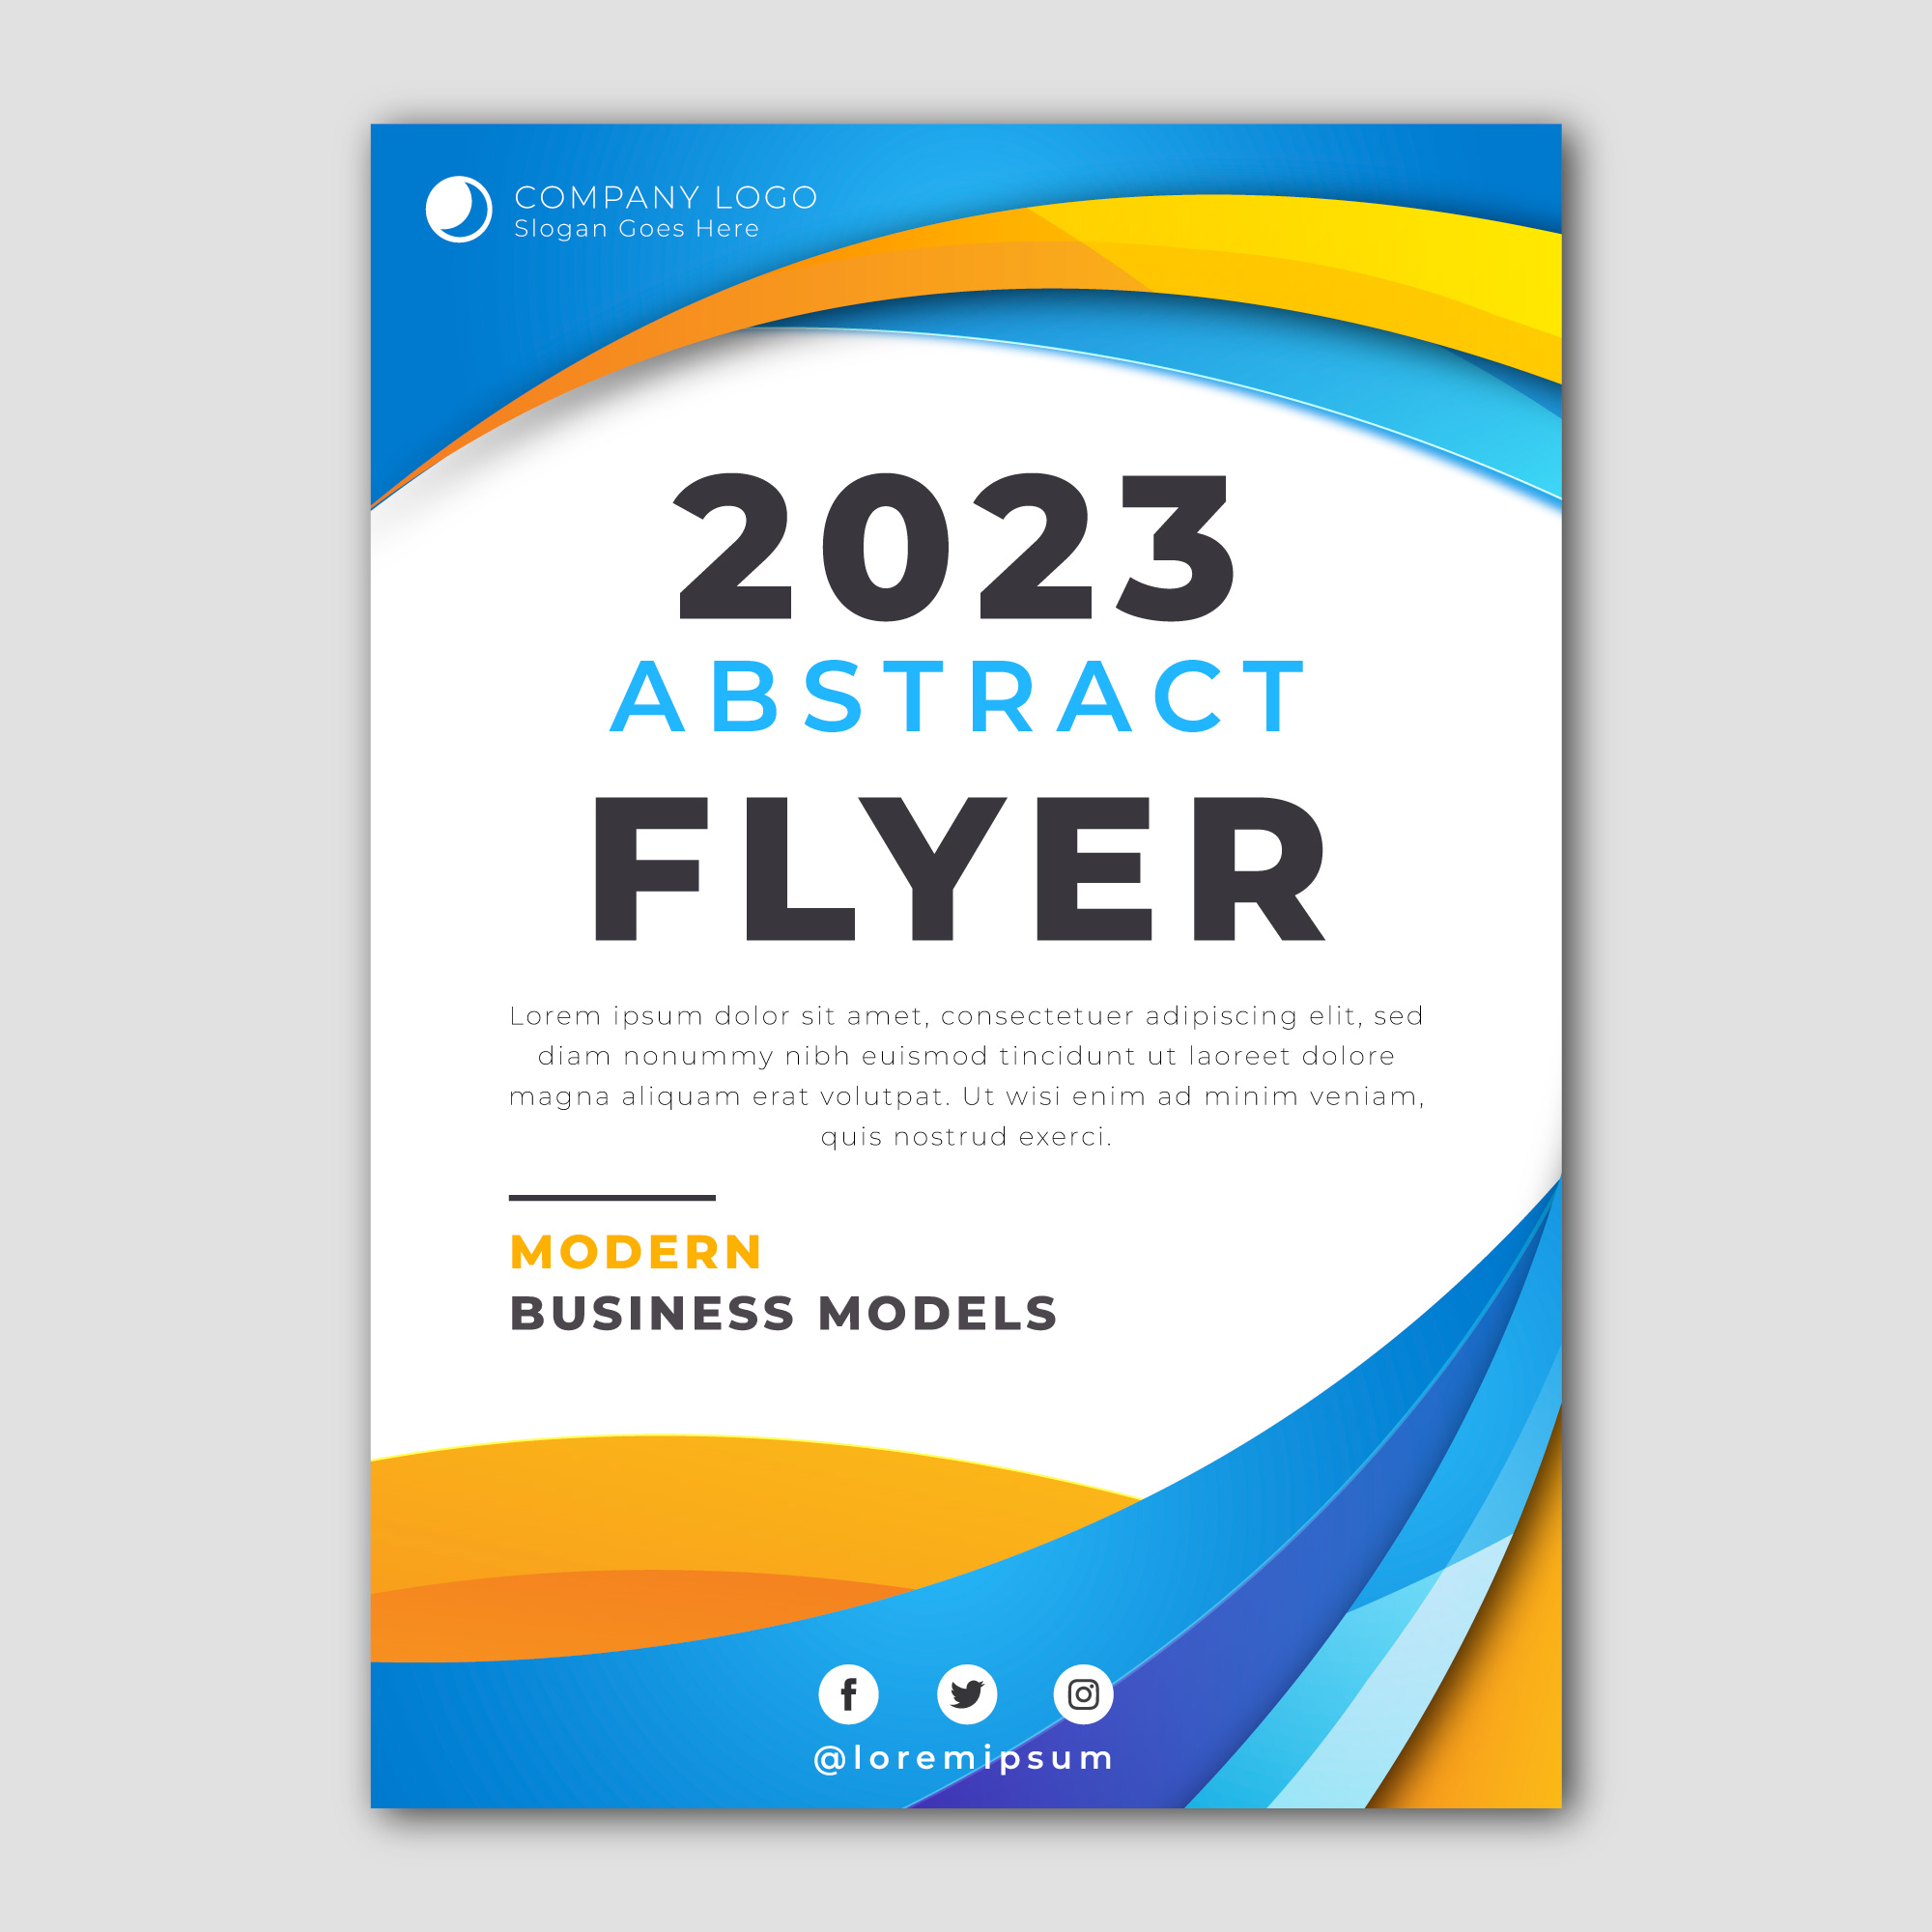 COMPANY LOGO
Slogan Goes Here
2023
ABSTRACT
FLYER
Lorem ipsum dolor sit amet, consectetuer adipiscing elit, sed
diam nonummy nibh euismod tincidunt ut laoreet dolore
magna aliquam erat volutpat. Ut wisi enim ad minim veniam,
quis nostrud exerci.
MODERN
BUSINESS MODELS
@loremipsum